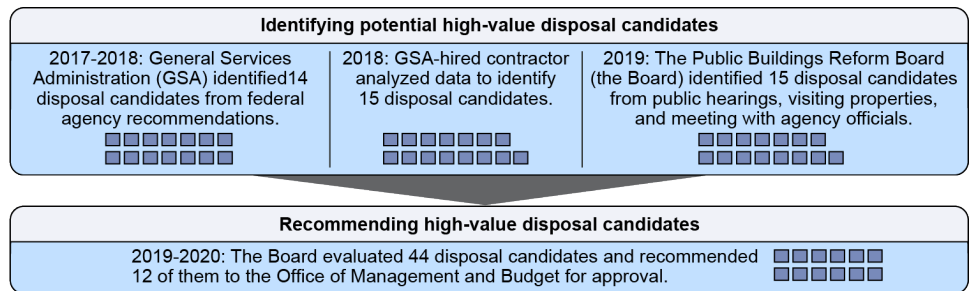 Identifying potential high-value disposal candidates
2017-2018: General Services
Administration (GSA) identified14
disposal candidates from federal
agency recommendations.
2018: GSA-hired contractor
analyzed data to identify
15 disposal candidates.
2019: The Public Buildings Reform Board
(the Board) identified 15 disposal candidates
from public hearings, visiting properties,
and meeting with agency officials.
Recommending high-value disposal candidates
2019-2020: The Board evaluated 44 disposal candidates and recommended
12 of them to the Office of Management and Budget for approval.